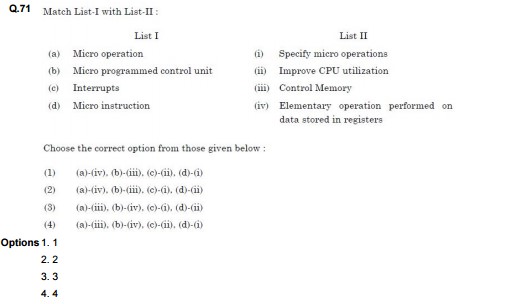 Q.71 Match List-I with List-II :
List I List II
(a) Micro operation (i) Specify micro operations
(b) Micro programmed control unit (ii) Improve CPU utilization
(c) Interrupts (iii) Control Memory
(d) Micro instruction (iv) Elementary operation performed on
data stored in registers
Choose the correct option from those given below :
(1) (a)-(iv), (b)-(iii), (c)-(ii), (d)-(i)
(2) (a)-(iv), (b)-(iii), (c)-(i), (d)-(ii)
(3) (a)-(iii), (b)-(iv), (c)-(i), (d)-(ii)
(4) (a)-(iii), (b)-(iv), (c)-(ii), (d)-(i)
Options 1. 1
2. 2
3. 3
4. 4